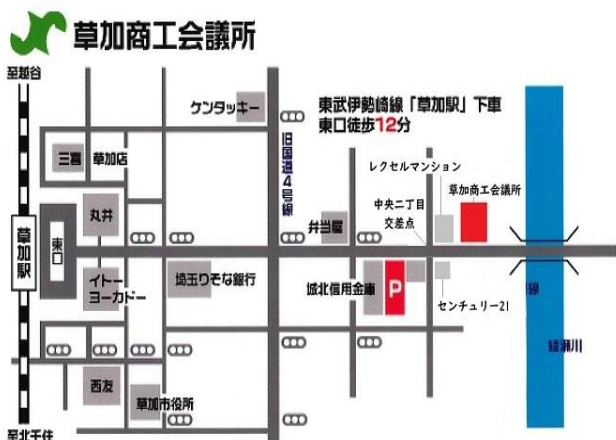 草加商工会議所
至越谷
ケンタッキー
東武伊勢崎線「草加駅」下車
東口徒歩12分
三喜 草加店
旧国道4号線
レクセルマンション
中央二丁目
交差点
草加商工会議所
丸井
弁当屋
草加駅
東口
イトー
ヨーカドー
埼玉りそな銀行
城北信用金庫
P
センチュリー21
線
綾瀬川
西友
草加市役所
至北千住